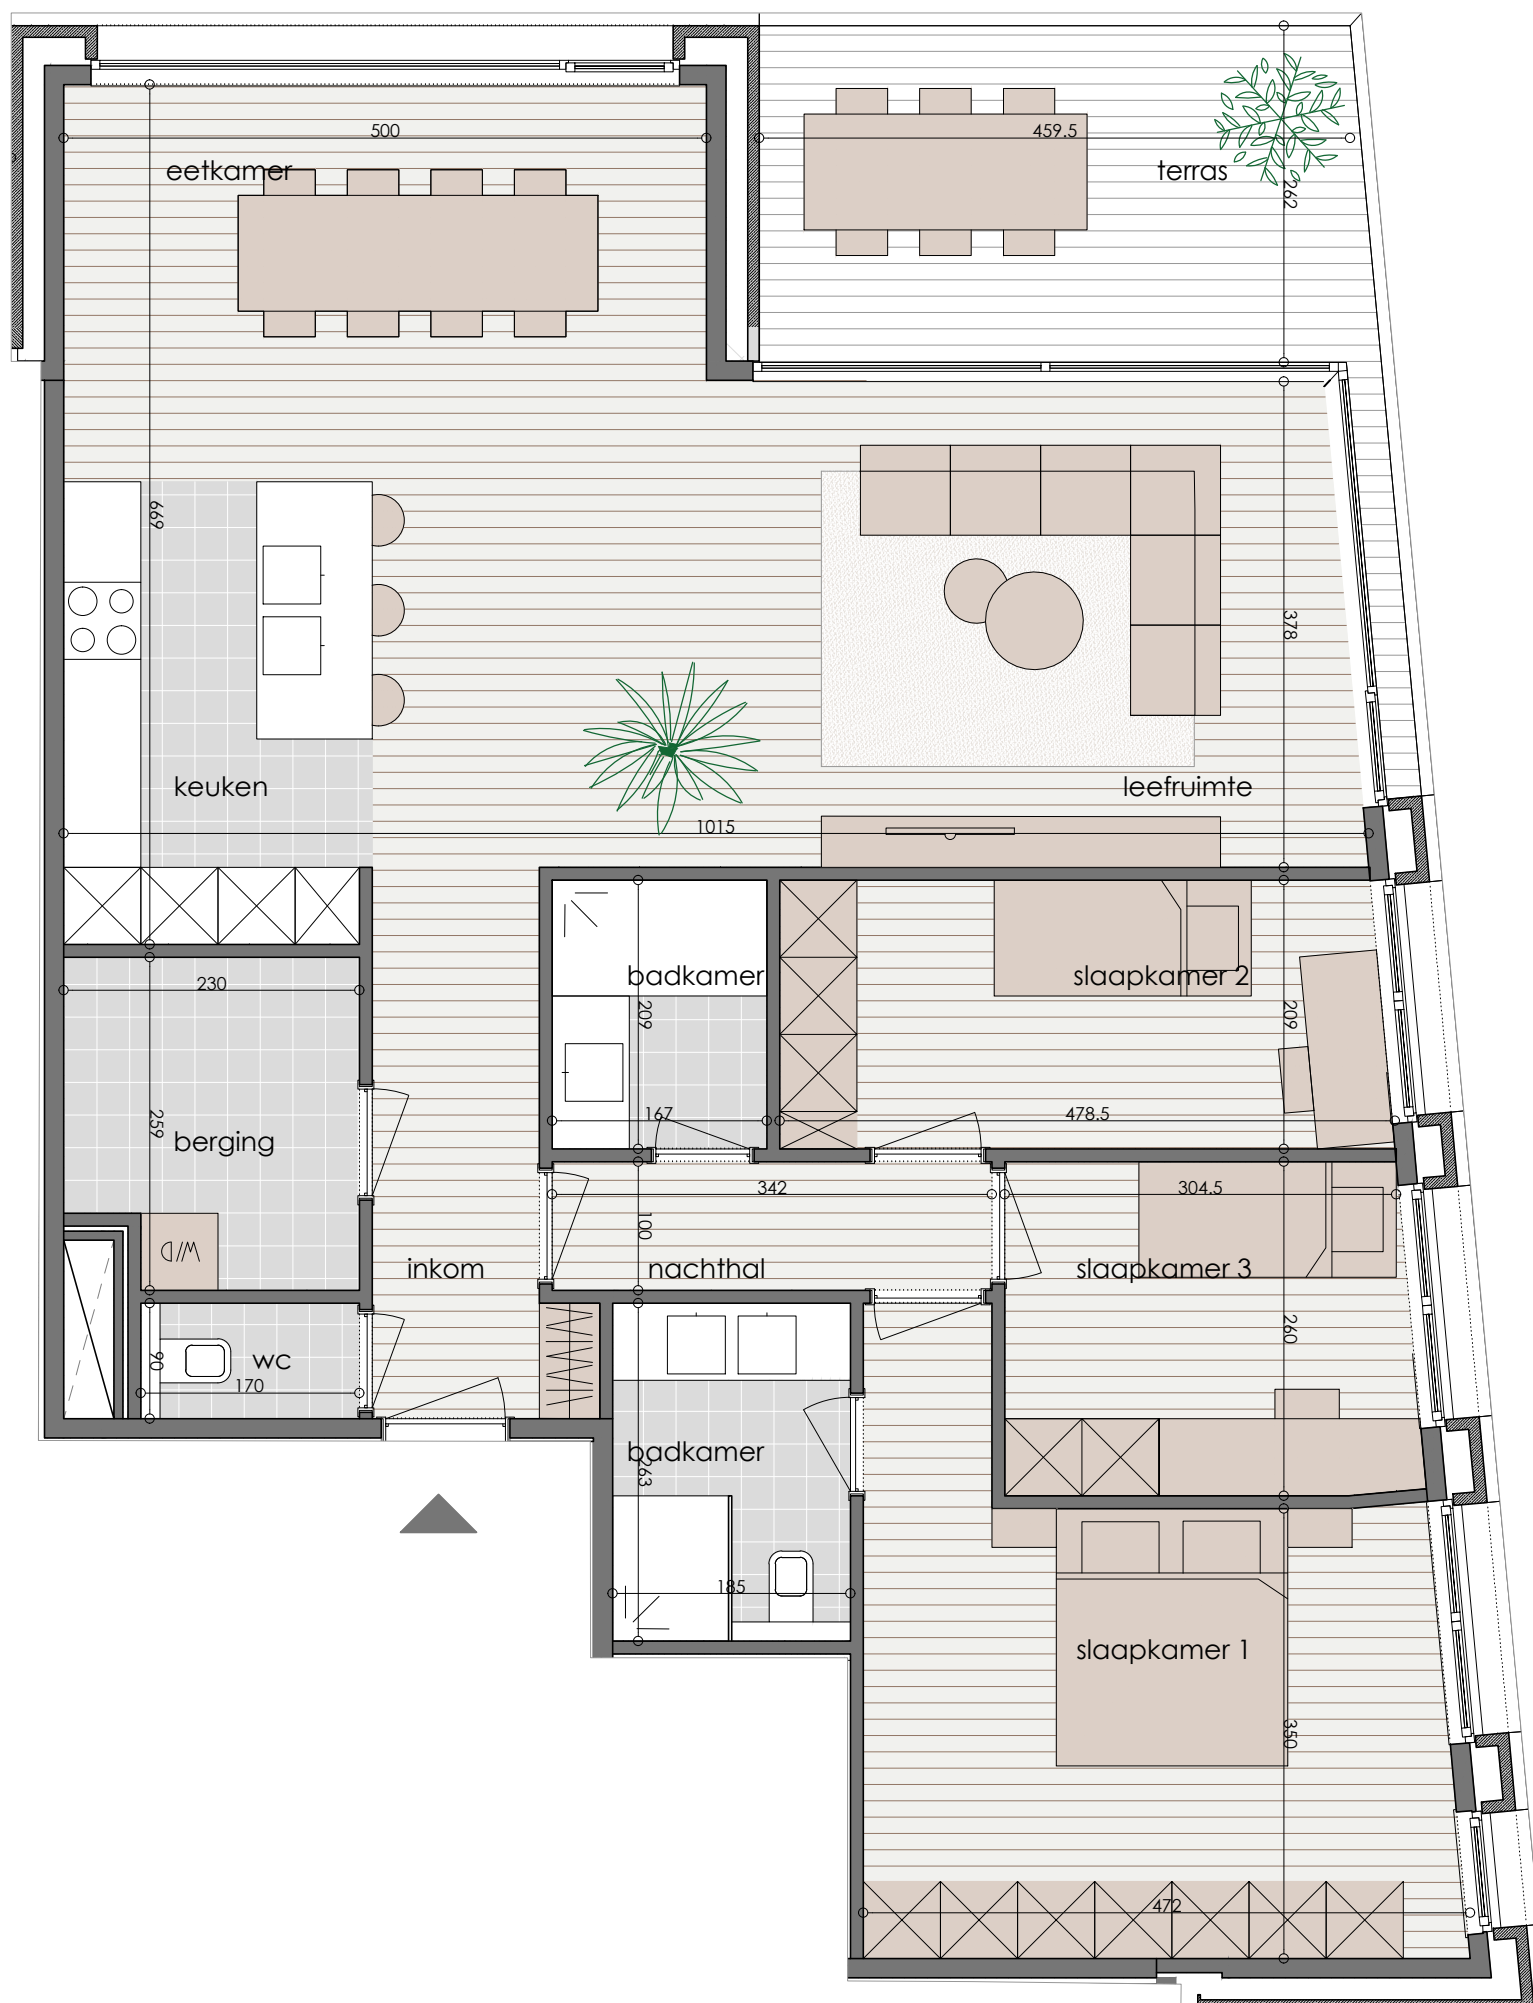 500
459.5
eetkamer
terras
262
669
378
keuken
leefruimte
1015
badkamer
slaapkamer 2
230
209
209
259
167
478.5
berging
342
304.5
100
W/D
inkom
nachthal
slaapkamer 3
260
90
wc
170
badkamer
263
185
slaapkamer 1
350
472